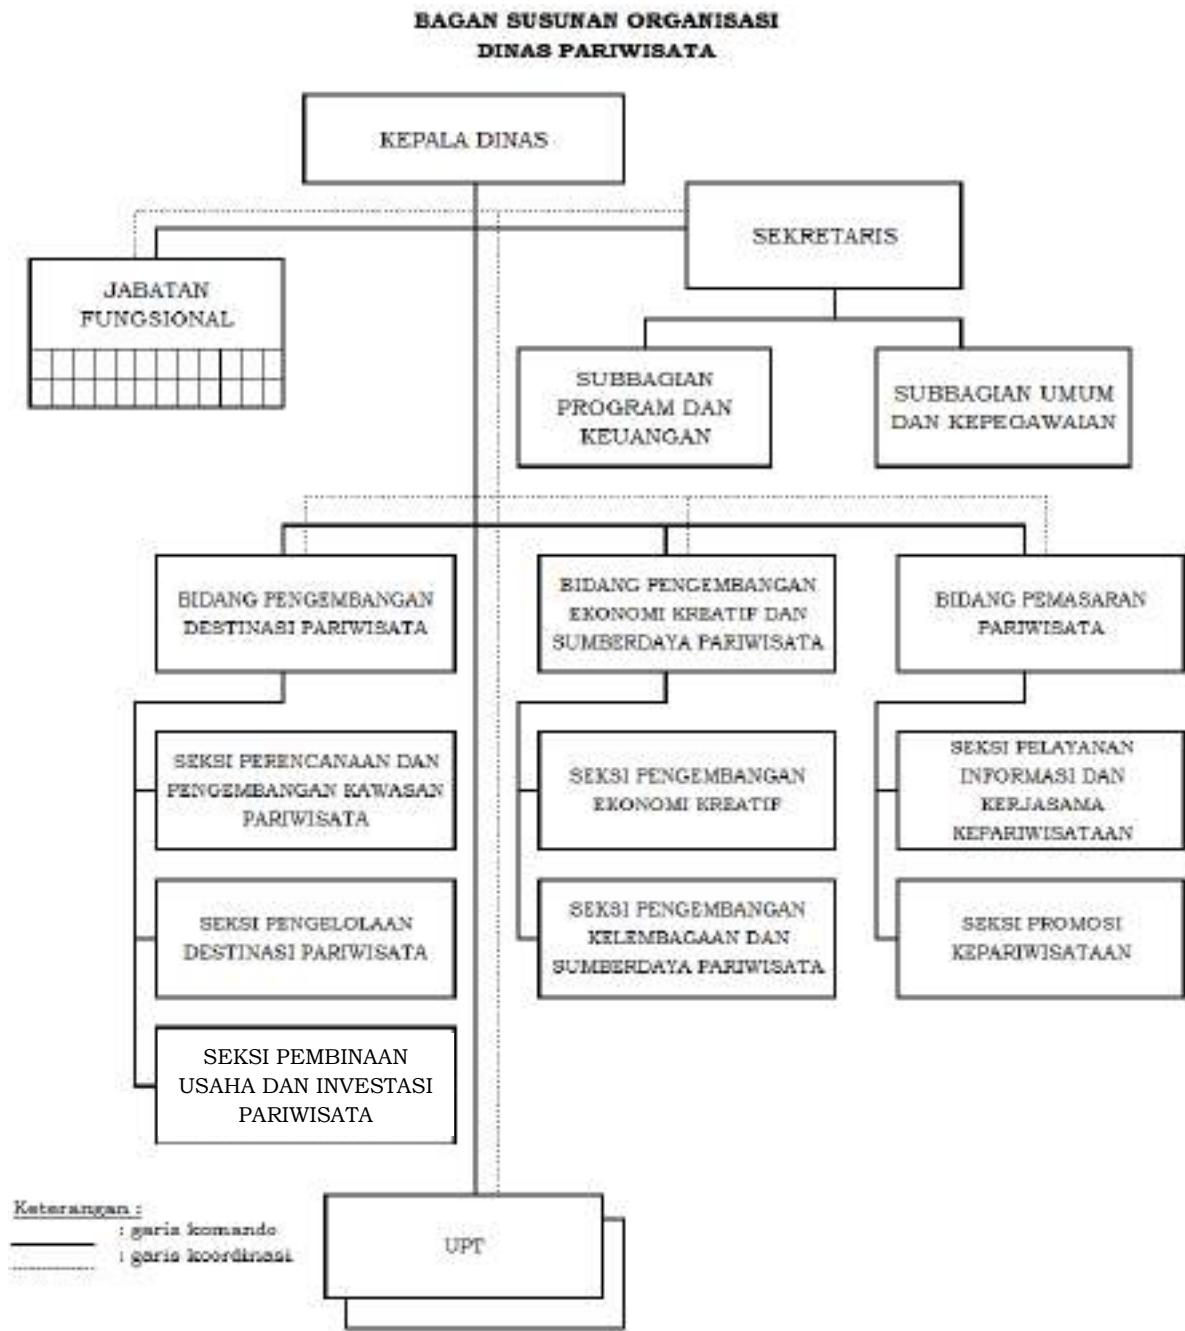 BAGAN SUSUNAN ORGANISASI
DINAS PARIWISATA
KEPALA DINAS
SEKRETARIS
JABATAN
FUNGSIONAL
SUBBAGIAN
PROGRAM DAN
KEUANGAN
SUBBAGIAN UMUM
DAN KEPEGAWAIAN
BIDANG PENGEMBANGAN
DESTINASI PARIWISATA
BIDANG PENGEMBANGAN
EKONOMI KREATIF DAN
SUMBERDAYA PARIWISATA
BIDANG PEMASARAN
PARIWISATA
SEKSI PERENCANAAN DAN
PENGEMBANGAN KAWASAN
PARIWISATA
SEKSI PENGEMBANGAN
EKONOMI KREATIF
SEKSI PELAYANAN
INFORMASI DAN
KERJASAMA
KEPARIWISATAAN
SEKSI PENGELOLAAN
DESTINASI PARIWISATA
SEKSI PENGEMBANGAN
KELEMBAGAAN DAN
SUMBERDAYA PARIWISATA
SEKSI PROMOSI
KEPARIWISATAAN
SEKSI PEMBINAAN
USAHA DAN INVESTASI
PARIWISATA
Keterangan :
: garis komando
: garis koordinasi
UPT